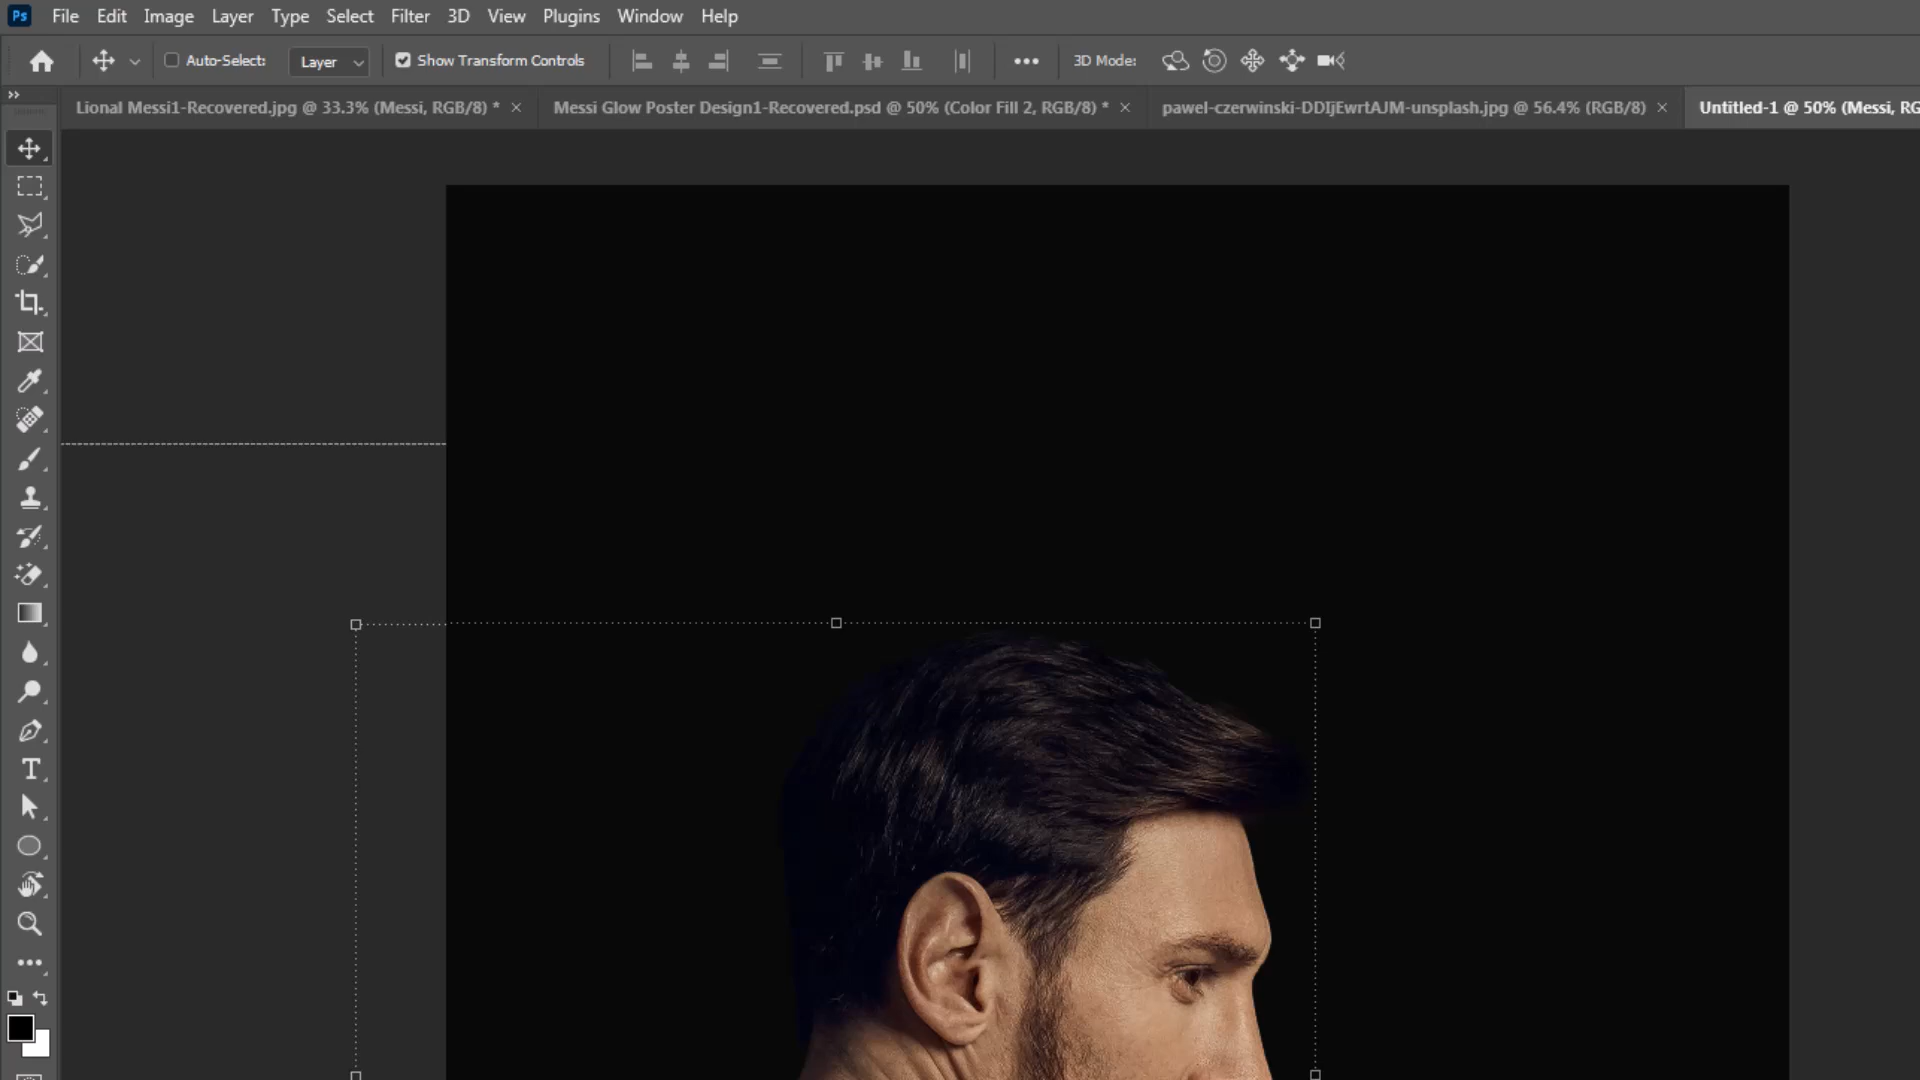 Ps File Edit Image Layer Type Select Filter 3D View Plugins Window Help
Auto-Select: Layer Show Transform Controls 3D Mode:
Lional Messi1-Recovered.jpg @ 33.3% (Messi, RGB/8) * Messi Glow Poster Design1-Recovered.psd @ 50% (Color Fill 2, RGB/8) * pawel-czerwinski-DDIjEwrtAJM-unsplash.jpg @ 56.4% (RGB/8) Untitled-1 @ 50% (Messi, RG